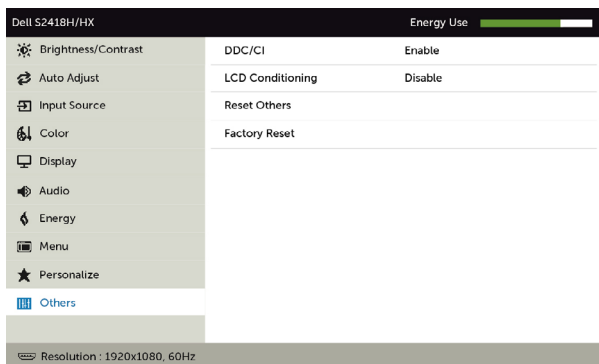 Dell S2418H/HX
Energy Use
Brightness/Contrast
Auto Adjust
Input Source
Color
Display
Audio
Energy
Menu
Personalize
Others
DDC/CI Enable
LCD Conditioning Disable
Reset Others
Factory Reset
Resolution : 1920x1080, 60Hz